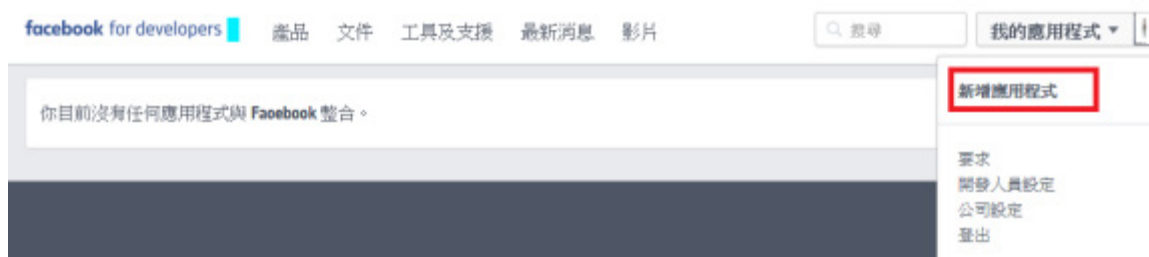 facebook for developers 產品 文件 工具及支援 最新消息 影片 搜尋 我的應用程式
新增應用程式
你目前沒有任何應用程式與 Facebook 整合。
要求
開發人員設定
公司設定
登出